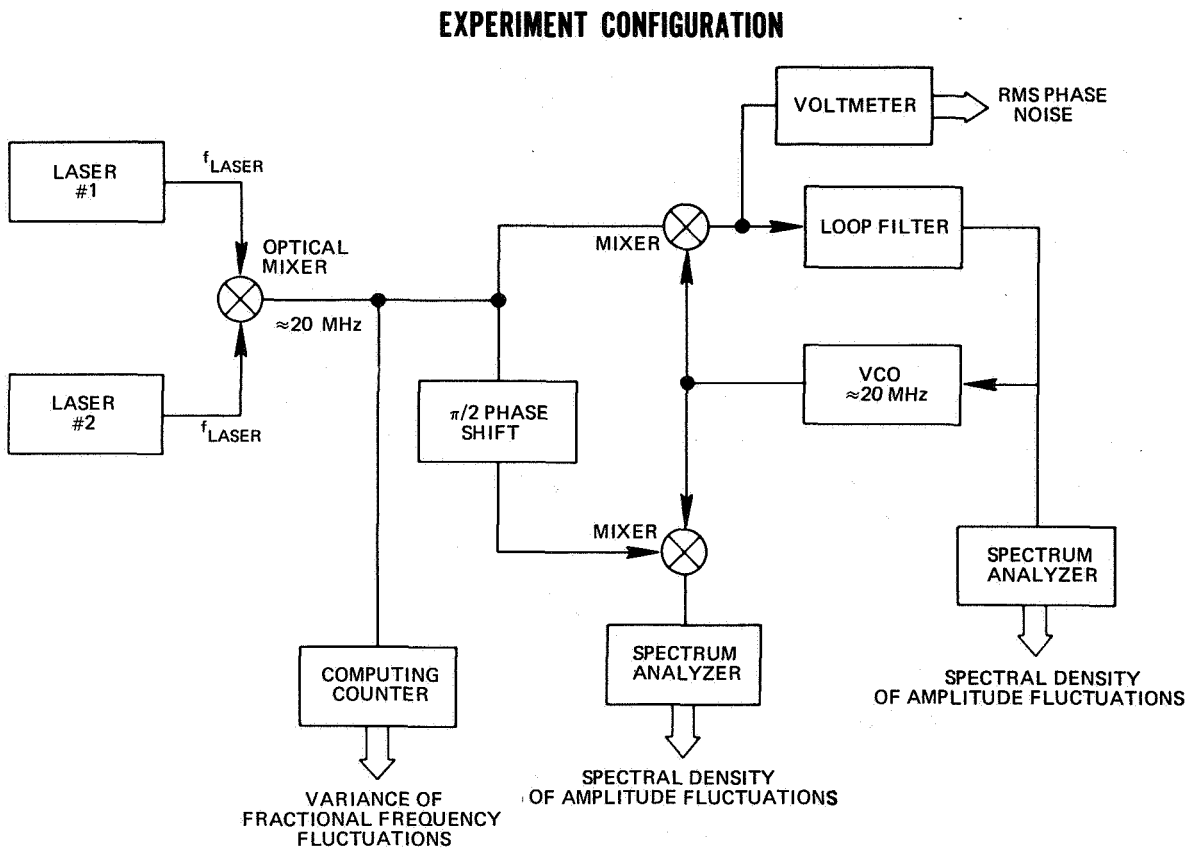 EXPERIMENT CONFIGURATION
VOLTMETER
RMS PHASE
NOISE
LASER
#1
fLASER
OPTICAL
MIXER
≈20 MHz
LASER
#2
fLASER
MIXER
LOOP FILTER
VCO
≈20 MHz
π/2 PHASE
SHIFT
MIXER
SPECTRUM
ANALYZER
SPECTRAL DENSITY
OF AMPLITUDE FLUCTUATIONS
COMPUTING
COUNTER
VARIANCE OF
FRACTIONAL FREQUENCY
FLUCTUATIONS
SPECTRUM
ANALYZER
SPECTRAL DENSITY
OF AMPLITUDE FLUCTUATIONS